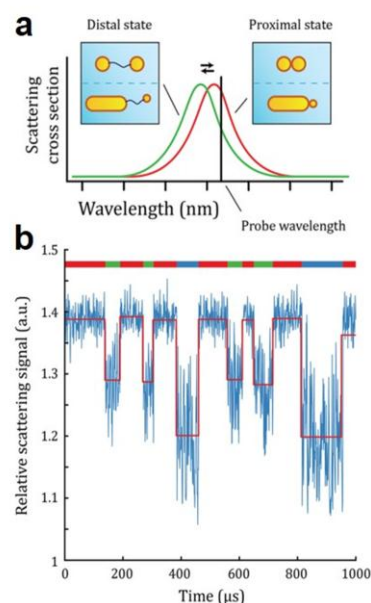 a
Distal state
Proximal state
Scattering
cross section
Wavelength (nm)
Probe wavelength
b
Relative scattering signal (a.u.)
1.5
1.4
1.3
1.2
1.1
1
0
200
400
600
800
1000
Time (µs)